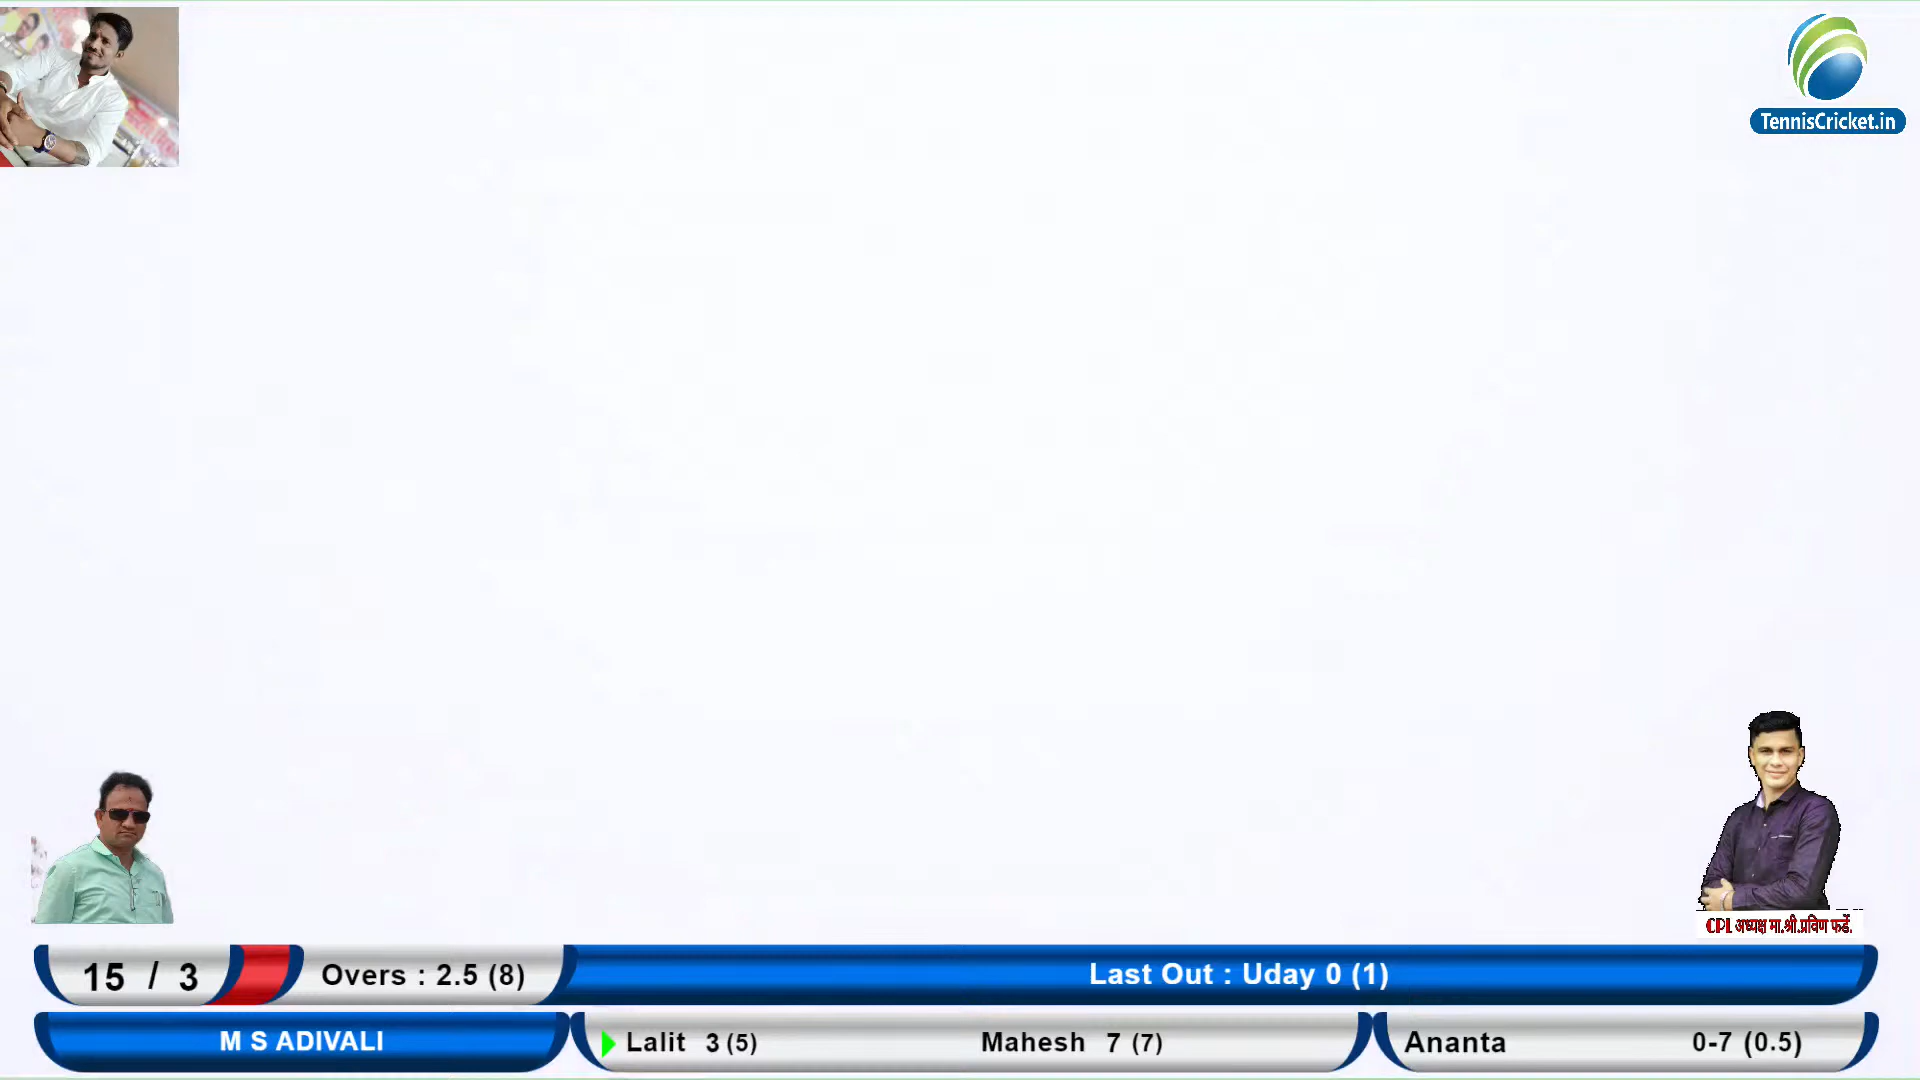 TennisCricket.in
CPL अध्यक्ष मा.श्री.प्रविण फर्डे.
15 / 3
Overs : 2.5 (8)
Last Out : Uday 0 (1)
M S ADIVALI
Lalit 3 (5)
Mahesh 7 (7)
Ananta 0-7 (0.5)